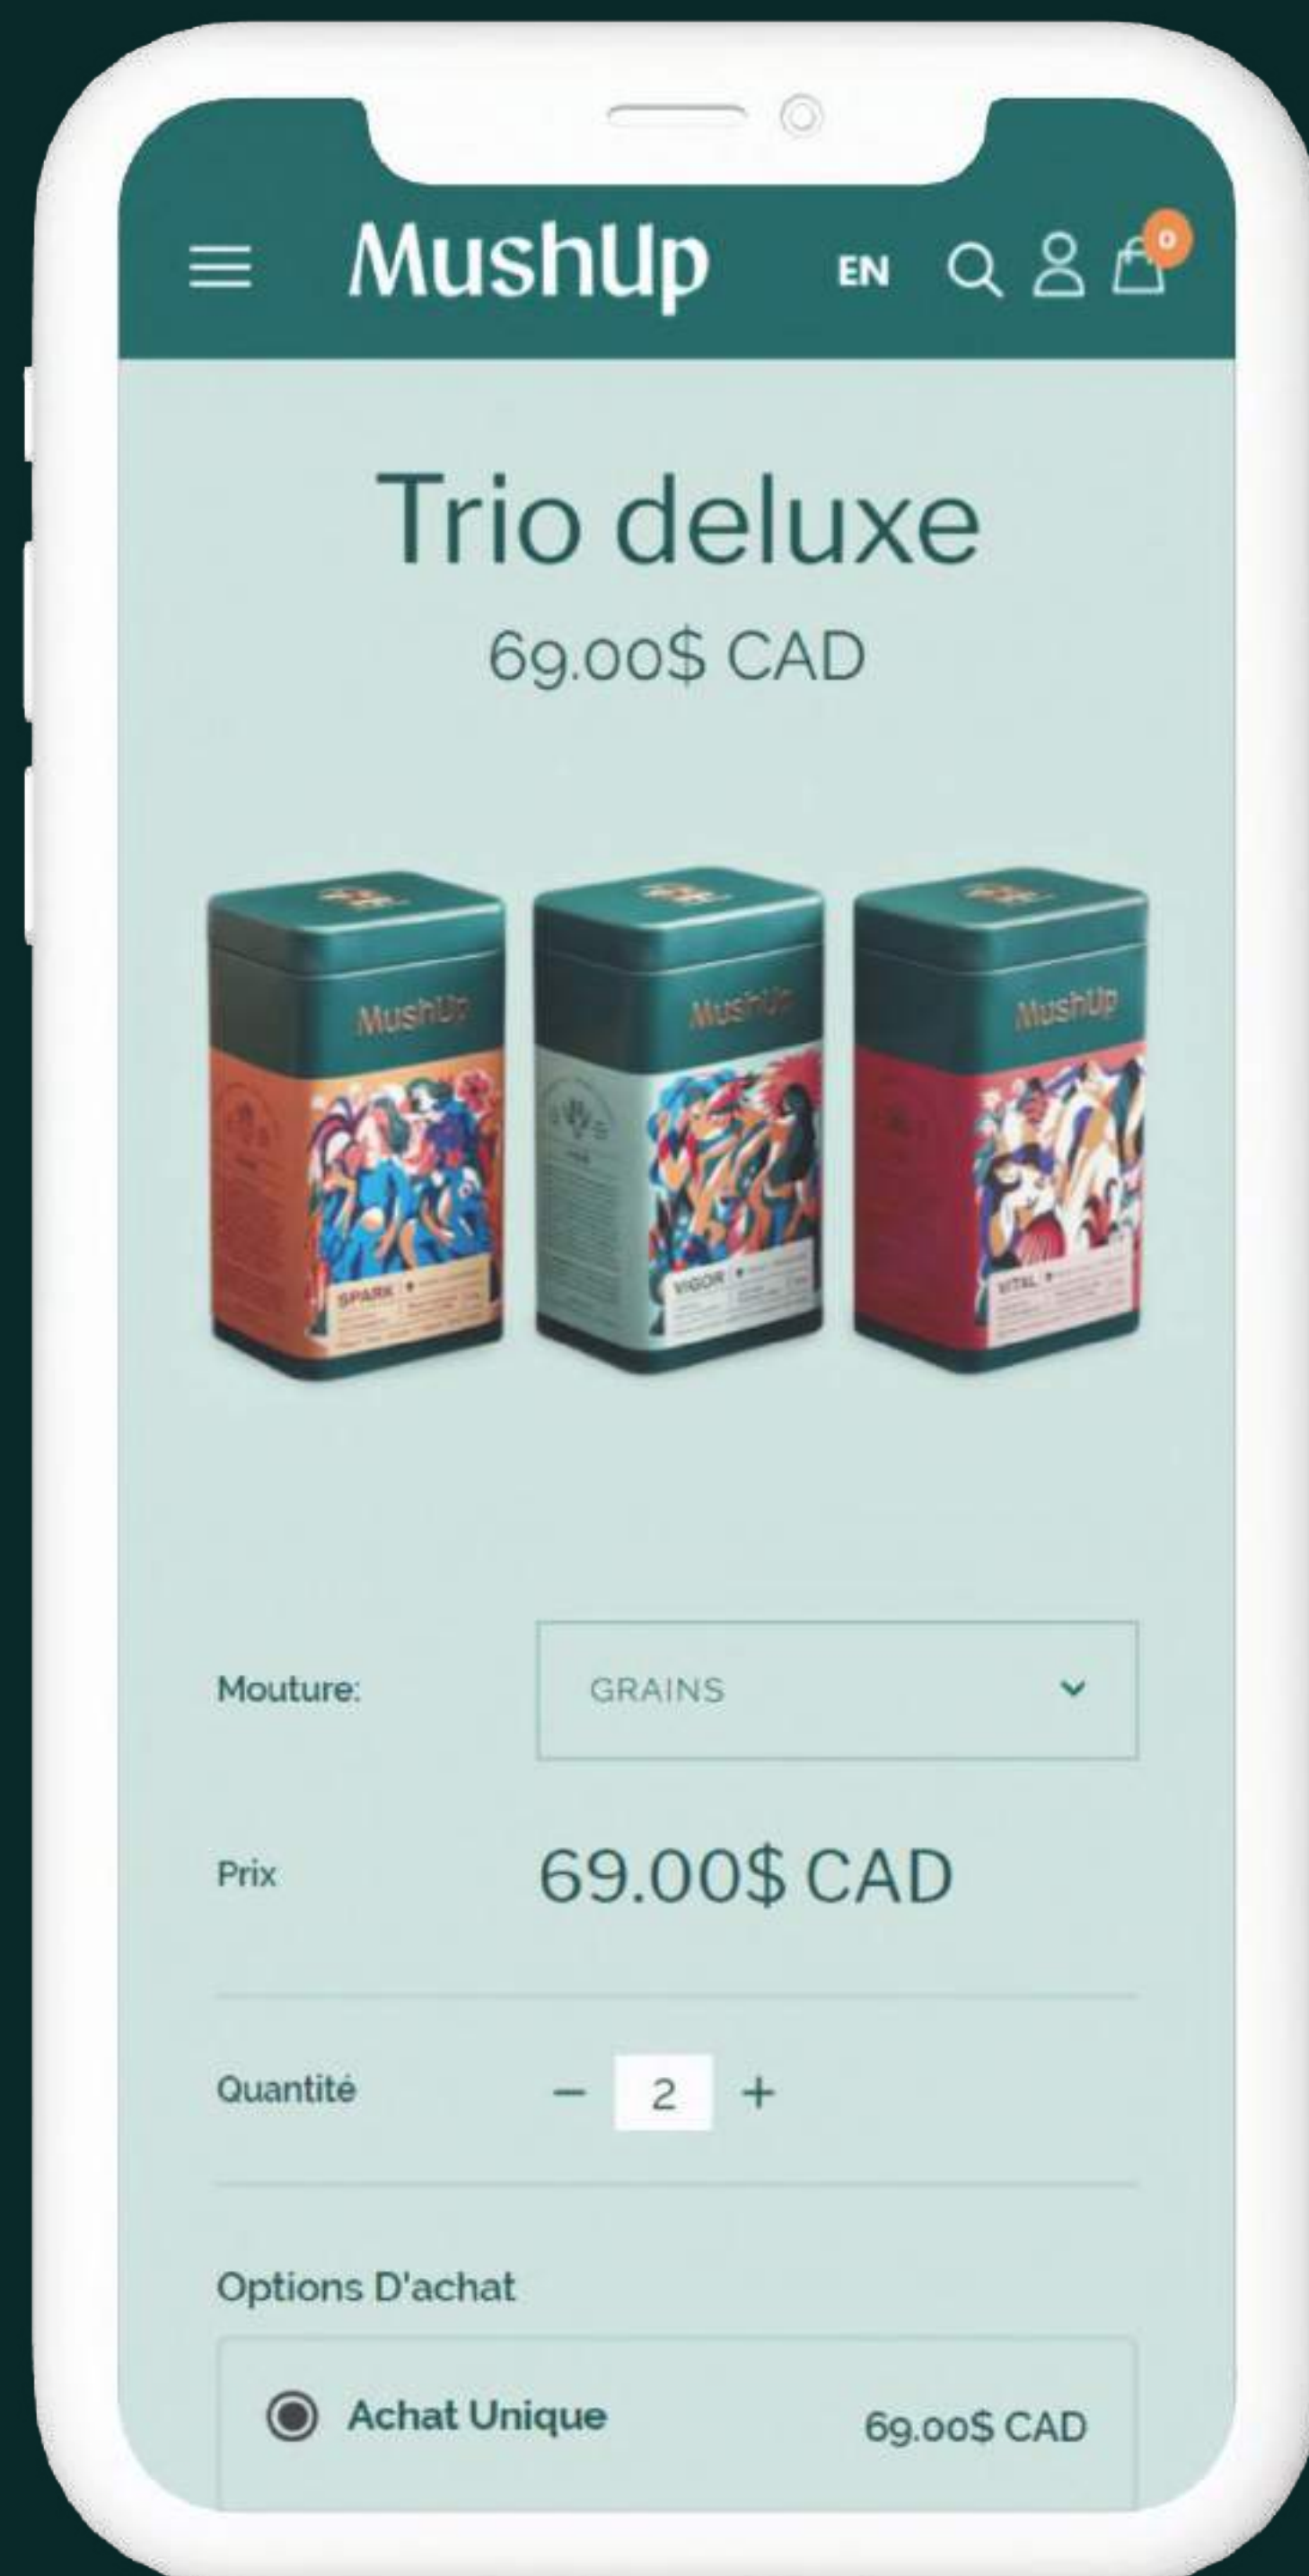 MushUp EN 0
Trio deluxe
69.00$ CAD
MushUp MushUp MushUp
SPARK VIGOR VITAL
Mouture: GRAINS
Prix 69.00$ CAD
Quantité − 2 +
Options D'achat
Achat Unique 69.00$ CAD